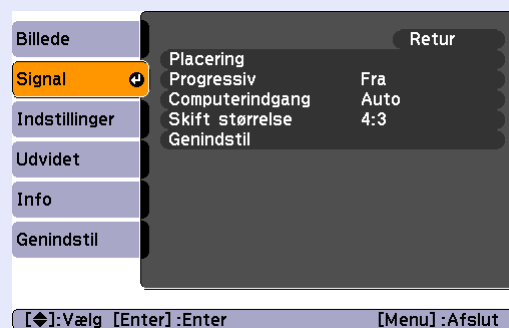 Billede
Signal
Indstillinger
Udvidet
Info
Genindstil
Retur
Placering
Progressiv Fra
Computerindgang Auto
Skift størrelse 4:3
Genindstil
[◆]:Vælg [Enter]:Enter [Menu]:Afslut